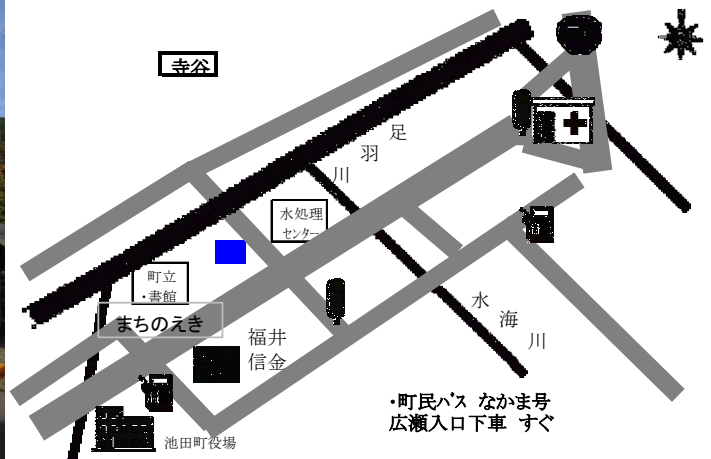 寺谷
足
羽
川
水処理
センター
町立
・書館
まちのえき
福井
信金
水
海
川
・町民バス なかま号
広瀬入口下車 すぐ
池田町役場